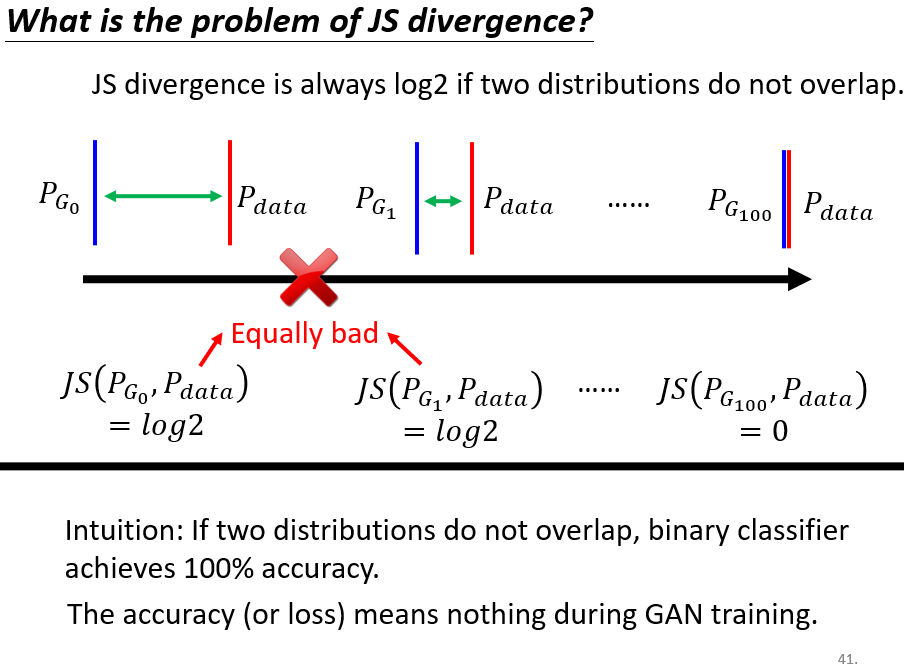 What is the problem of JS divergence?
JS divergence is always log2 if two distributions do not overlap.
P_{G_0} P_{data} P_{G_1} P_{data} …… P_{G_{100}} P_{data}
Equally bad
JS(P_{G_0}, P_{data}) JS(P_{G_1}, P_{data}) …… JS(P_{G_{100}}, P_{data})
= log2 = log2 = 0
Intuition: If two distributions do not overlap, binary classifier
achieves 100% accuracy.
The accuracy (or loss) means nothing during GAN training.
41.